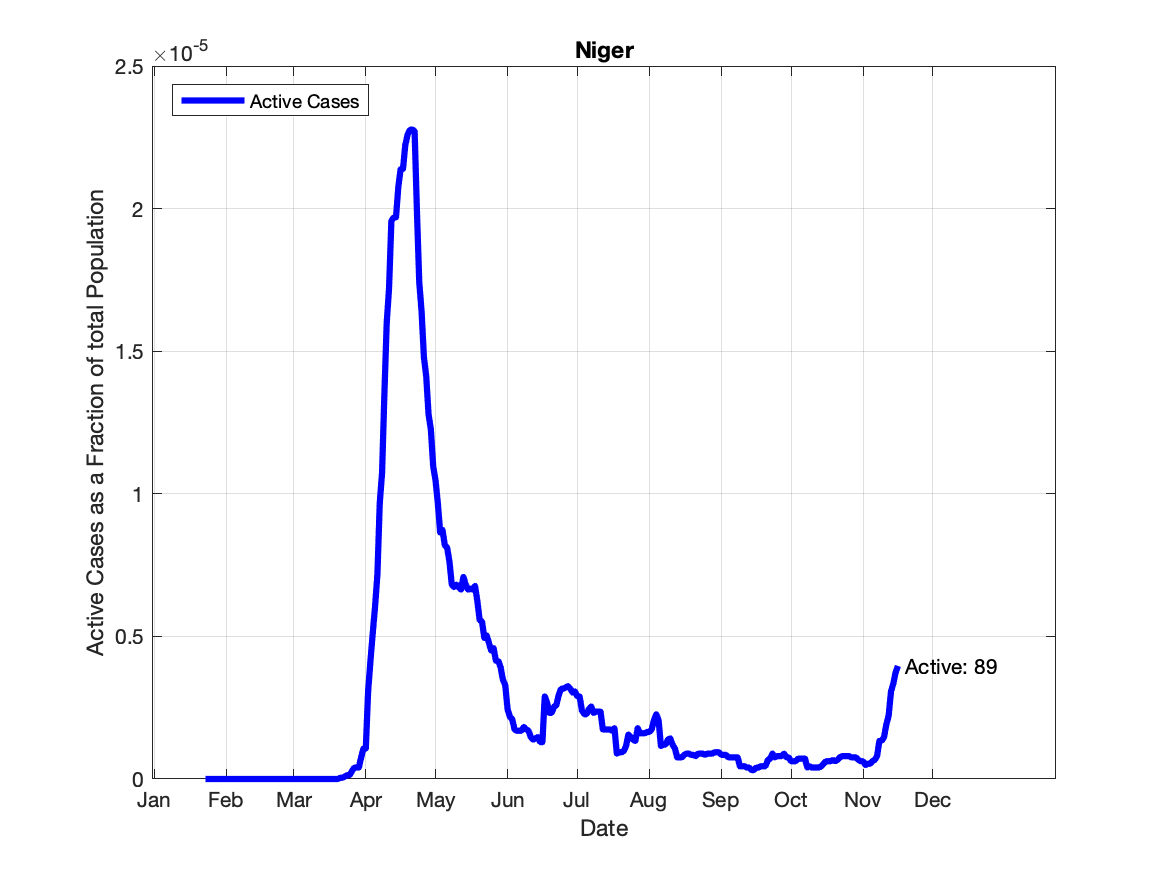 Niger
×10-5
Active Cases
2.5
2
1.5
1
0.5
0
Active Cases as a Fraction of total Population
Active: 89
Jan Feb Mar Apr May Jun Jul Aug Sep Oct Nov Dec
Date